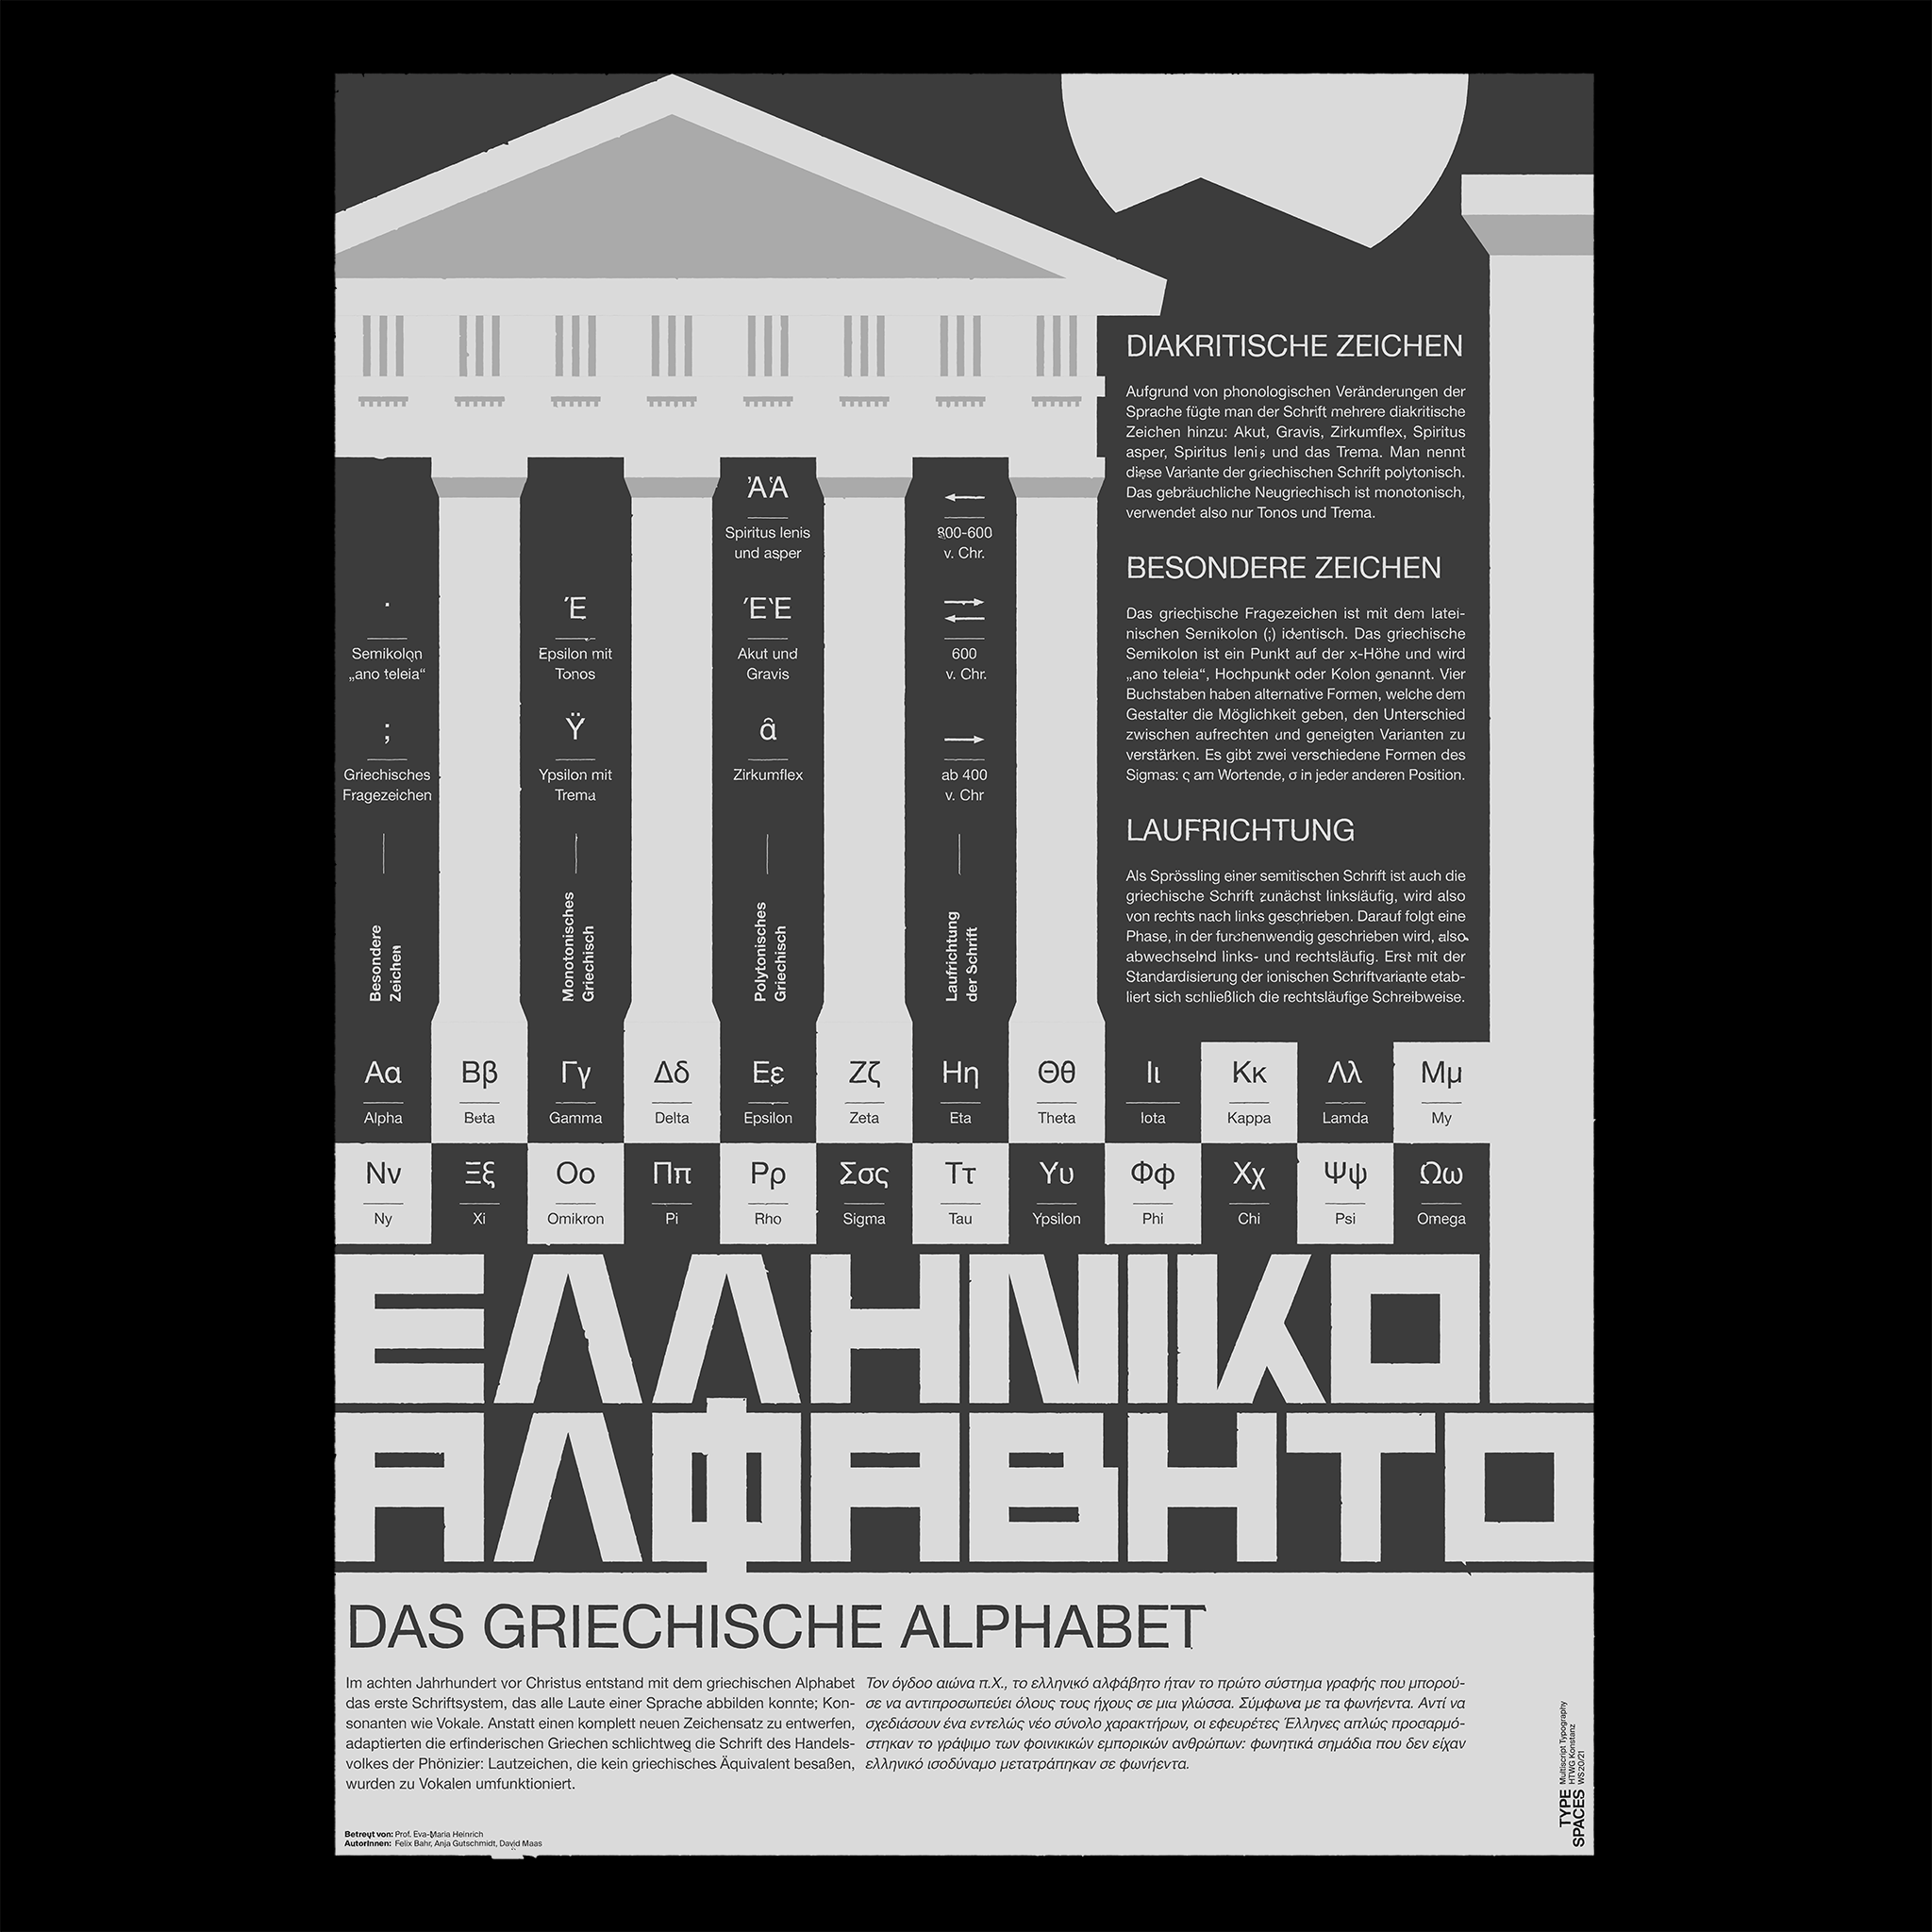 DIAKRITISCHE ZEICHEN
Aufgrund von phonologischen Veränderungen der
Sprache fügte man der Schrift mehrere diakritische
Zeichen hinzu: Akut, Gravis, Zirkumflex, Spiritus
asper, Spiritus lenis und das Trema. Man nennt
diese Variante der griechischen Schrift polytonisch.
Das gebräuchliche Neugriechisch ist monotonisch,
verwendet also nur Tonos und Trema.
BESONDERE ZEICHEN
Das griechische Fragezeichen ist mit dem latei-
nischen Semikolon (;) identisch. Das griechische
Semikolon ist ein Punkt auf der x-Höhe und wird
„ano teleia“, Hochpunkt oder Kolon genannt. Vier
Buchstaben haben alternative Formen, welche dem
Gestalter die Möglichkeit geben, den Unterschied
zwischen aufrechten und geneigten Varianten zu
verstärken. Es gibt zwei verschiedene Formen des
Sigmas: ς am Wortende, σ in jeder anderen Position.
LAUFRICHTUNG
Als Sprössling einer semitischen Schrift ist auch die
griechische Schrift zunächst linksläufig, wird also
von rechts nach links geschrieben. Darauf folgt eine
Phase, in der furchenwendig geschrieben wird, also
abwechselnd links- und rechtsläufig. Erst mit der
Standardisierung der ionischen Schriftvariante etab-
liert sich schließlich die rechtsläufige Schreibweise.
·
Semikolon
„ano teleia“
;
Griechisches
Fragezeichen
Besondere
Zeichen
Έ
Epsilon mit
Tonos
Ϋ
Ypsilon mit
Trema
Monotonisches
Griechisch
ἈἉ
Spiritus lenis
und asper
ΈῈ
Akut und
Gravis
ᾶ
Zirkumflex
Polytonisches
Griechisch
←
800-600
v. Chr.
→
←
600
v. Chr.
→
ab 400
v. Chr
Laufrichtung
der Schrift
Αα Ββ Γγ Δδ Εε Ζζ Ηη Θθ Ιι Κκ Λλ Μμ
Alpha Beta Gamma Delta Epsilon Zeta Eta Theta Iota Kappa Lamda My
Νν Ξξ Οο Ππ Ρρ Σσς Ττ Υυ Φφ Χχ Ψψ Ωω
Ny Xi Omikron Pi Rho Sigma Tau Ypsilon Phi Chi Psi Omega
ΕΛΛΗΝΙΚΟ
ΑΛΦΑΒΗΤΟ
DAS GRIECHISCHE ALPHABET
Im achten Jahrhundert vor Christus entstand mit dem griechischen Alphabet
das erste Schriftsystem, das alle Laute einer Sprache abbilden konnte; Kon-
sonanten wie Vokale. Anstatt einen komplett neuen Zeichensatz zu entwerfen,
adaptierten die erfinderischen Griechen schlichtweg die Schrift des Handels-
volkes der Phönizier: Lautzeichen, die kein griechisches Äquivalent besaßen,
wurden zu Vokalen umfunktioniert.
Τον όγδοο αιώνα π.Χ., το ελληνικό αλφάβητο ήταν το πρώτο σύστημα γραφής που μπορού-
σε να αντιπροσωπεύει όλους τους ήχους σε μια γλώσσα. Σύμφωνα με τα φωνήεντα. Αντί να
σχεδιάσουν ένα εντελώς νέο σύνολο χαρακτήρων, οι εφευρέτες Έλληνες απλώς προσαρμό-
στηκαν το γράψιμο των φοινικικών εμπορικών ανθρώπων: φωνητικά σημάδια που δεν είχαν
ελληνικό ισοδύναμο μετατράπηκαν σε φωνήεντα.
Betreut von: Prof. Eva-Maria Heinrich
AutorInnen: Felix Bahr, Anja Gutschmidt, David Maas
TYPE
SPACES
Multiscript Typography
HTWG Konstanz
WS20/21